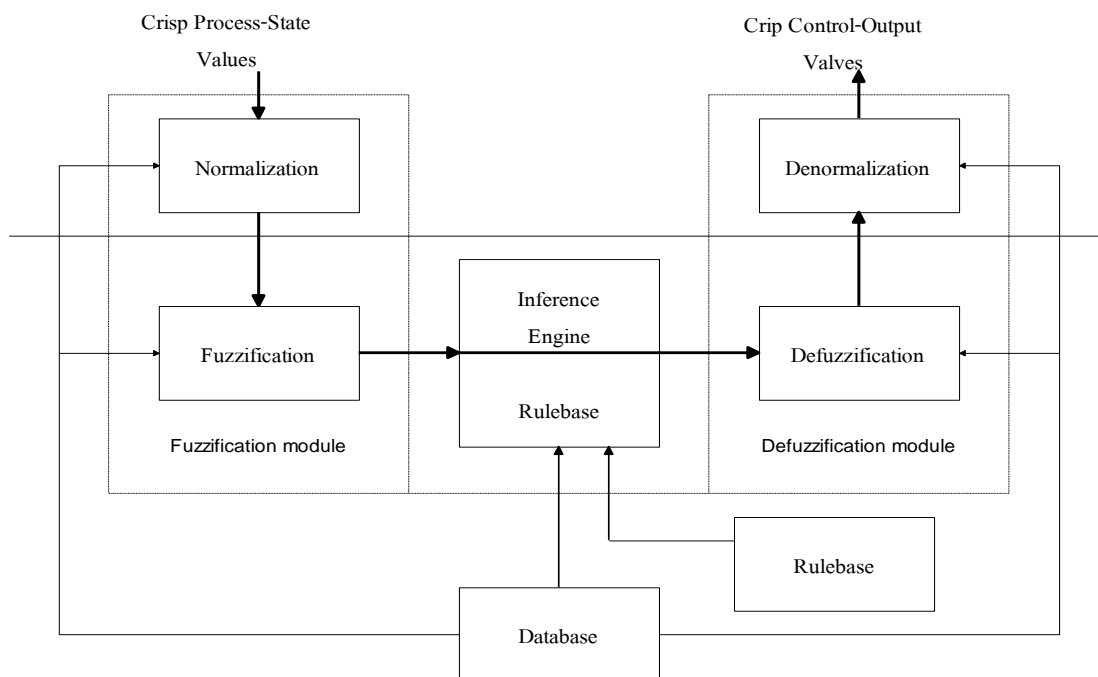 Crisp Process-State
Values
Crip Control-Output
Valves
Normalization
Denormalization
Inference
Engine
Fuzzification
Defuzzification
Rulebase
Fuzzification module
Defuzzification module
Rulebase
Database